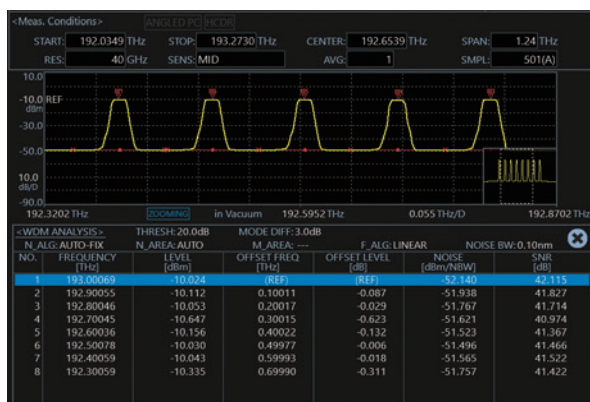 <Meas. Conditions> ANGLED PC HCDR
START: 192.0349 THz STOP: 193.2730 THz CENTER: 192.6539 THz SPAN: 1.24 THz
RES: 40 GHz SENS: MID AVG: 1 SMPL: 501(A)
10.0
-10.0 REF
dBm
-30.0
-50.0
10.0
dB/D
-90.0
192.3202 THz ZOOMING in Vacuum 192.5952 THz 0.055 THz/D 192.8702 THz
<WDM ANALYSIS> THRESH:20.0dB MODE DIFF:3.0dB
N_ALG:AUTO-FIX N_AREA:AUTO M_AREA: --- F_ALG:LINEAR NOISE BW:0.10nm
NO. FREQUENCY LEVEL OFFSET FREQ OFFSET LEVEL NOISE SNR
[THz] [dBm] [THz] [dB] [dBm/NBW] [dB]
1 193.00069 -10.024 (REF) (REF) -52.140 42.115
2 192.90055 -10.112 0.10011 -0.087 -51.938 41.827
3 192.80046 -10.053 0.20017 -0.029 -51.767 41.714
4 192.70045 -10.647 0.30015 -0.623 -51.621 40.974
5 192.60036 -10.156 0.40022 -0.132 -51.523 41.367
6 192.50078 -10.030 0.49977 -0.006 -51.496 41.466
7 192.40059 -10.043 0.59993 -0.018 -51.565 41.522
8 192.30059 -10.335 0.69990 -0.311 -51.757 41.422